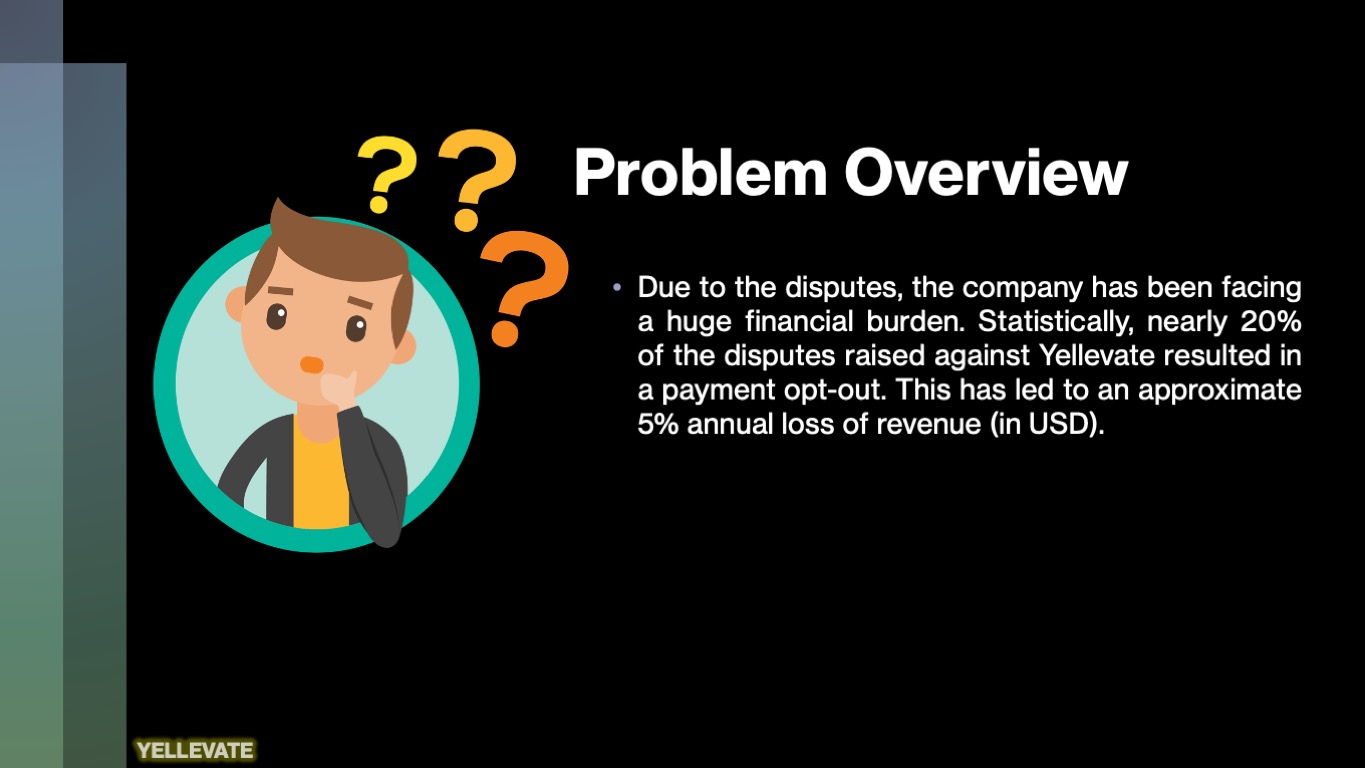 ? ? ?
Problem Overview
• Due to the disputes, the company has been facing
a huge financial burden. Statistically, nearly 20%
of the disputes raised against Yellevate resulted in
a payment opt-out. This has led to an approximate
5% annual loss of revenue (in USD).
YELLEVATE